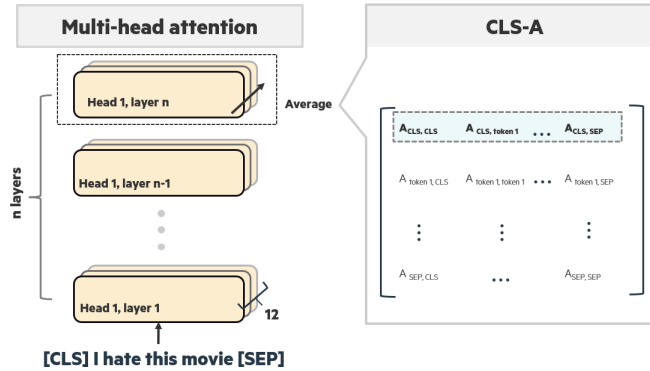 Multi-head attention
CLS-A
Head 1, layer n
Average
n layers
Head 1, layer n-1
Head 1, layer 1
12
[CLS] I hate this movie [SEP]
A CLS, CLS A CLS, token 1 ... A CLS, SEP
A token 1, CLS A token 1, token 1 ... A token 1, SEP
A SEP, CLS ... A SEP, SEP